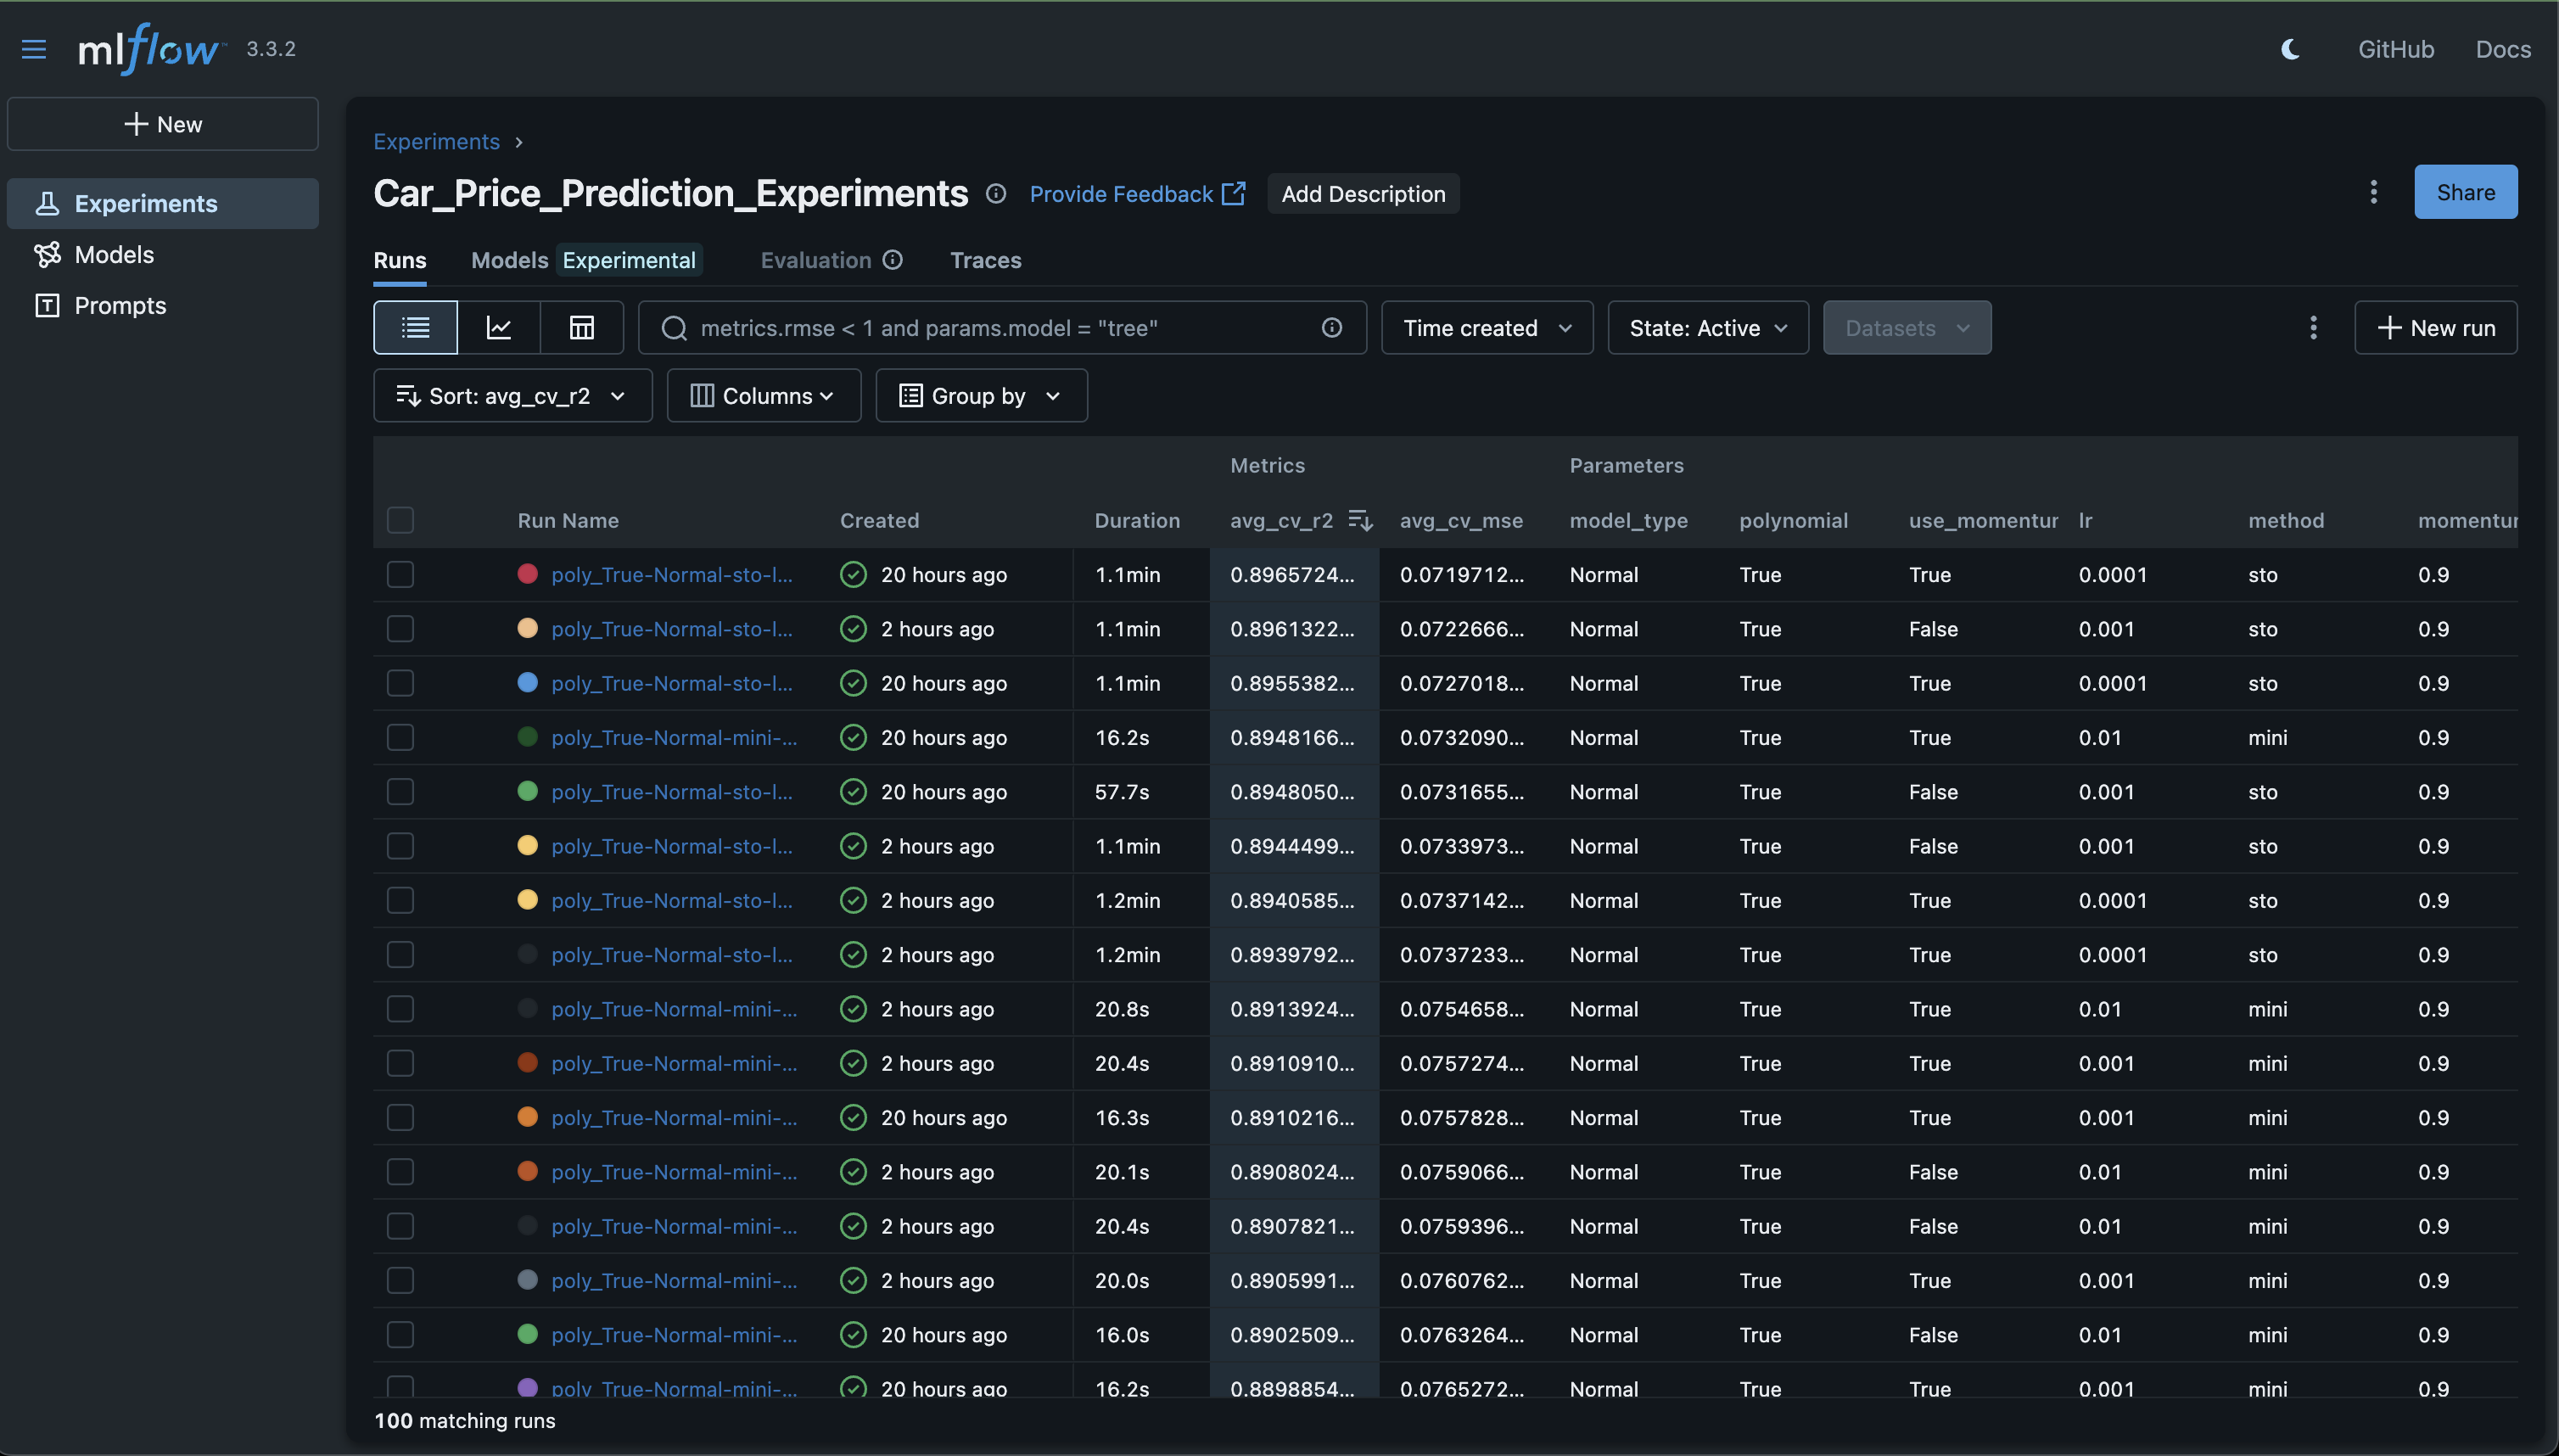 mlflow™ 3.3.2 GitHub Docs
New
Experiments
Models
Prompts
Experiments
Car_Price_Prediction_Experiments Provide Feedback Add Description Share
Runs Models Experimental Evaluation Traces
metrics.rmse < 1 and params.model = "tree" Time created State: Active Datasets New run
Sort: avg_cv_r2 Columns Group by
Metrics Parameters
Run Name Created Duration avg_cv_r2 avg_cv_mse model_type polynomial use_momentur lr method momentur
poly_True-Normal-sto-l... 20 hours ago 1.1min 0.8965724... 0.0719712... Normal True True 0.0001 sto 0.9
poly_True-Normal-sto-l... 2 hours ago 1.1min 0.8961322... 0.0722666... Normal True False 0.001 sto 0.9
poly_True-Normal-sto-l... 20 hours ago 1.1min 0.8955382... 0.0727018... Normal True True 0.0001 sto 0.9
poly_True-Normal-mini-... 20 hours ago 16.2s 0.8948166... 0.0732090... Normal True True 0.01 mini 0.9
poly_True-Normal-sto-l... 20 hours ago 57.7s 0.8948050... 0.0731655... Normal True False 0.001 sto 0.9
poly_True-Normal-sto-l... 2 hours ago 1.1min 0.8944499... 0.0733973... Normal True False 0.001 sto 0.9
poly_True-Normal-sto-l... 2 hours ago 1.2min 0.8940585... 0.0737142... Normal True True 0.0001 sto 0.9
poly_True-Normal-sto-l... 2 hours ago 1.2min 0.8939792... 0.0737233... Normal True True 0.0001 sto 0.9
poly_True-Normal-mini-... 2 hours ago 20.8s 0.8913924... 0.0754658... Normal True True 0.01 mini 0.9
poly_True-Normal-mini-... 2 hours ago 20.4s 0.8910910... 0.0757274... Normal True True 0.001 mini 0.9
poly_True-Normal-mini-... 20 hours ago 16.3s 0.8910216... 0.0757828... Normal True True 0.001 mini 0.9
poly_True-Normal-mini-... 2 hours ago 20.1s 0.8908024... 0.0759066... Normal True False 0.01 mini 0.9
poly_True-Normal-mini-... 2 hours ago 20.4s 0.8907821... 0.0759396... Normal True False 0.01 mini 0.9
poly_True-Normal-mini-... 2 hours ago 20.0s 0.8905991... 0.0760762... Normal True True 0.001 mini 0.9
poly_True-Normal-mini-... 20 hours ago 16.0s 0.8902509... 0.0763264... Normal True False 0.01 mini 0.9
poly_True-Normal-mini-... 20 hours ago 16.2s 0.8898854... 0.0765272... Normal True True 0.001 mini 0.9
100 matching runs